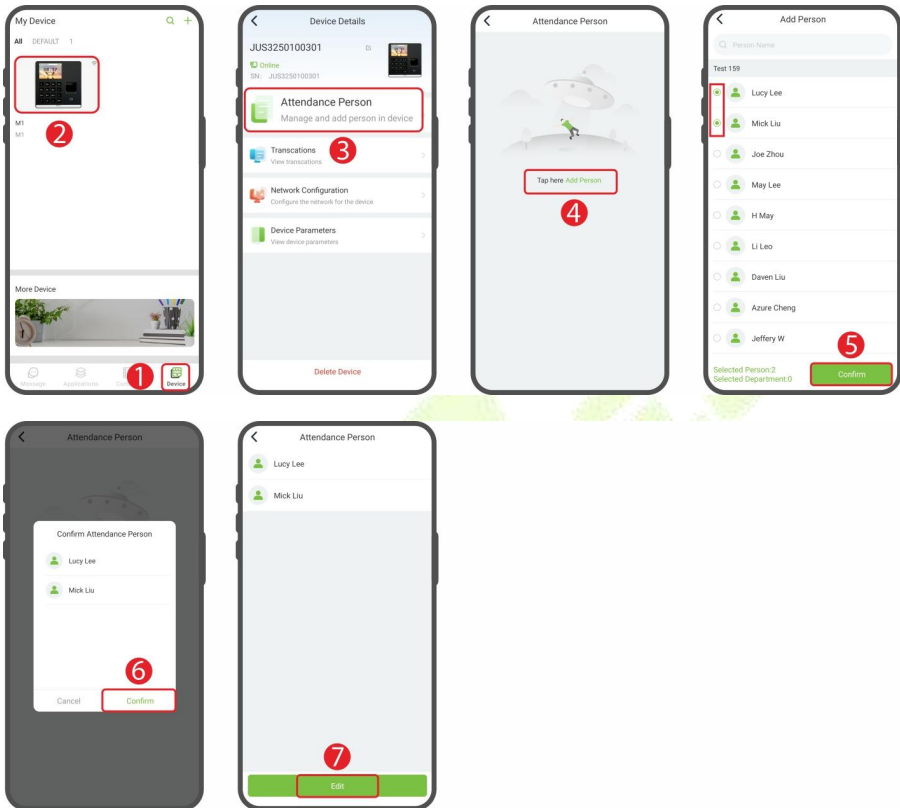 My Device
All DEFAULT 1
2
M1
M1
More Device
Message Applications
1
Device
Device Details
JUS3250100301
Online
SN: JUS3250100301
Attendance Person
Manage and add person in device
Transcations
View transcations
3
Network Configuration
Configure the network for the device
Device Parameters
View device parameters
Delete Device
Attendance Person
Tap here Add Person
4
Add Person
Person Name
Test 159
Lucy Lee
Mick Liu
Joe Zhou
May Lee
H May
Li Leo
Daven Liu
Azure Cheng
Jeffery W
5
Selected Person:2
Selected Department:0
Confirm
Attendance Person
Confirm Attendance Person
Lucy Lee
Mick Liu
6
Cancel Confirm
Attendance Person
Lucy Lee
Mick Liu
7
Edit